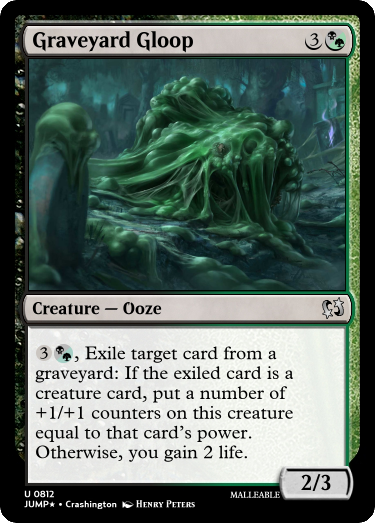 Graveyard Gloop 3
Creature — Ooze
3 , Exile target card from a
graveyard: If the exiled card is a
creature card, put a number of
+1/+1 counters on this creature
equal to that card's power.
Otherwise, you gain 2 life.
2/3
U 0812
JUMP★ • Crashington HENRY PETERS
MALLEABLE